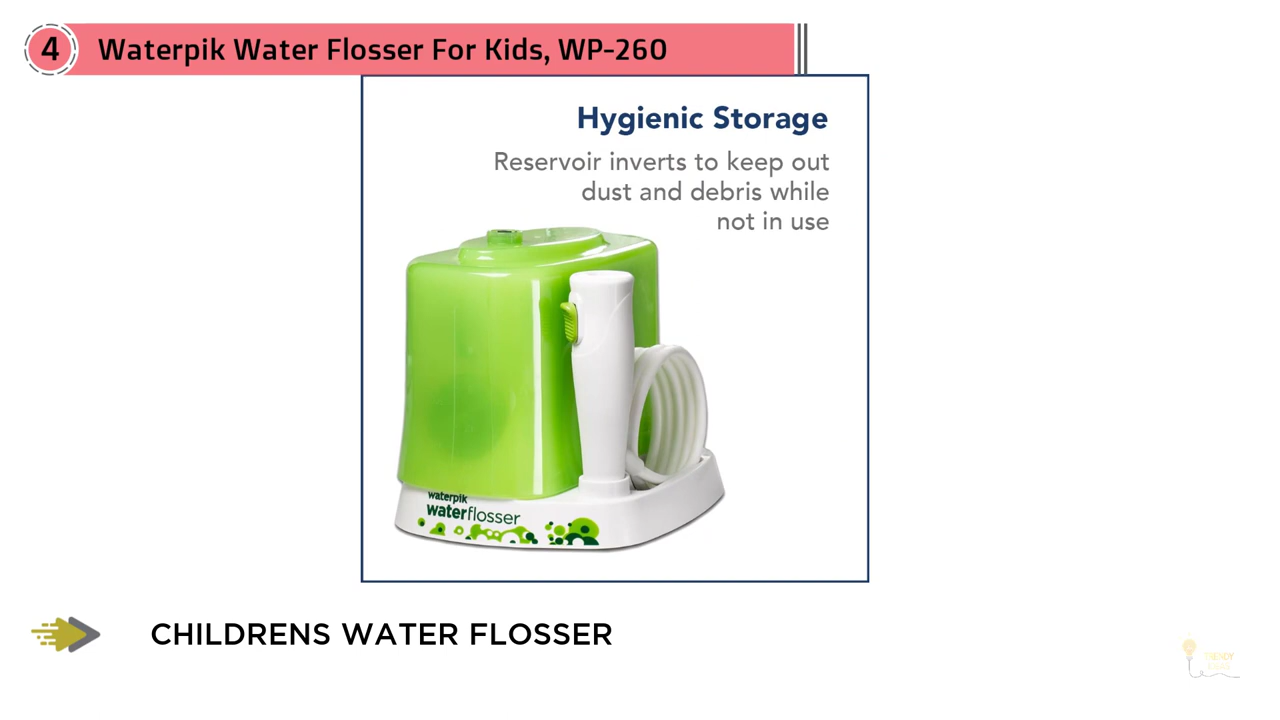 4 Waterpik Water Flosser For Kids, WP-260
Hygienic Storage
Reservoir inverts to keep out
dust and debris while
not in use
waterpik
waterflosser
CHILDRENS WATER FLOSSER
TRENDY